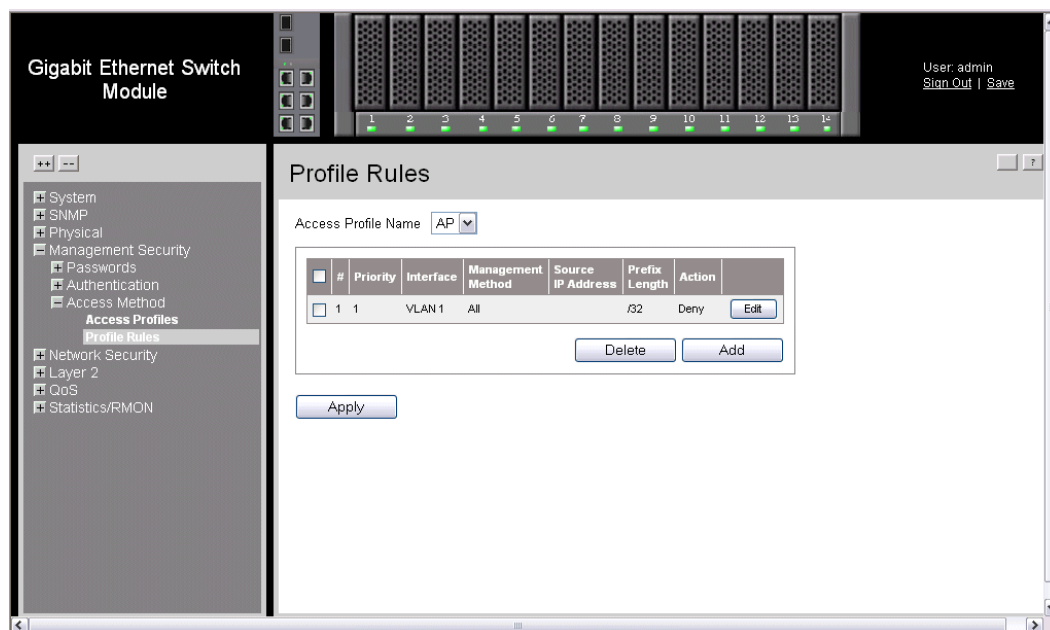 Gigabit Ethernet Switch
Module
1 2 3 4 5 6 7 8 9 10 11 12 13 14
User: admin
Sign Out | Save
++ --
System
SNMP
Physical
Management Security
Passwords
Authentication
Access Method
Access Profiles
Profile Rules
Network Security
Layer 2
QoS
Statistics/RMON
Profile Rules
?
Access Profile Name AP
# Priority Interface Management Method Source IP Address Prefix Length Action
1 1 VLAN 1 All /32 Deny Edit
Delete Add
Apply